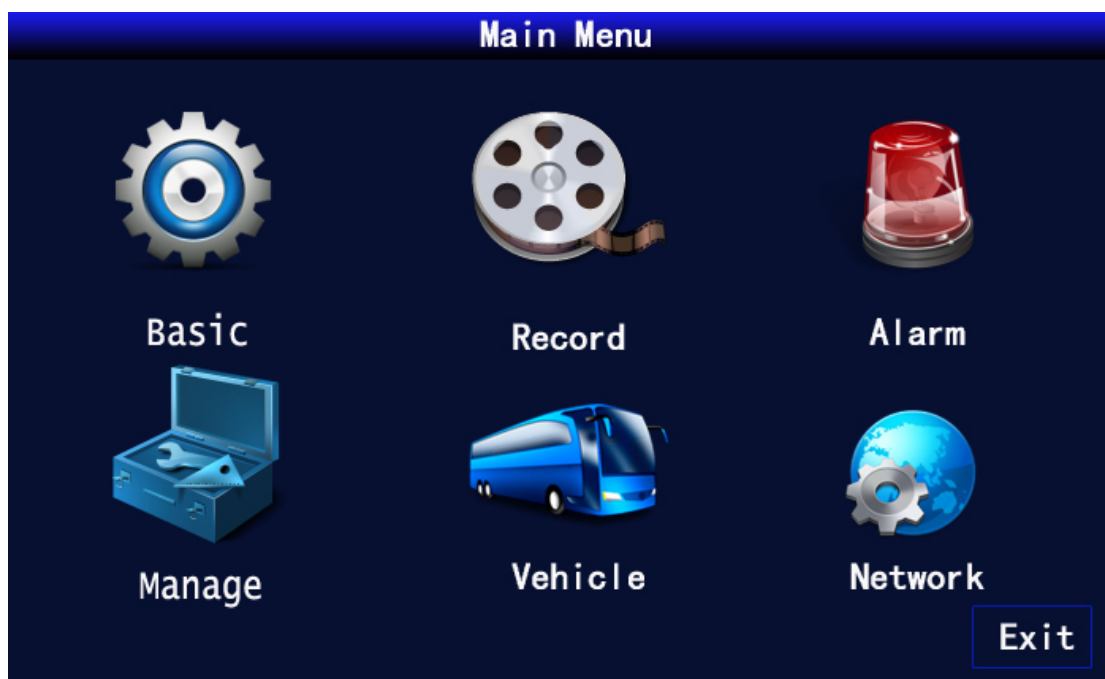 Main Menu
Basic
Record
Alarm
Manage
Vehicle
Network
Exit